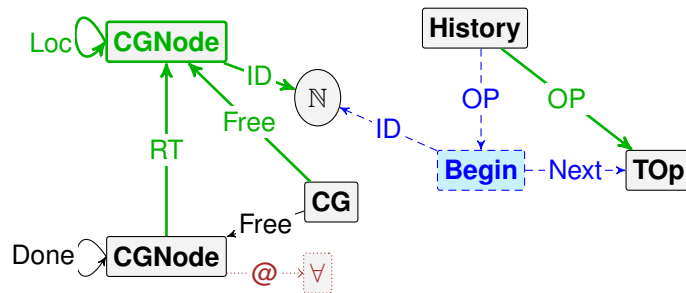 History
Loc CGNode
ID
ℕ
OP OP
Free
ID
RT
Begin Next TOp
CG
Free
Done CGNode
@ ∀